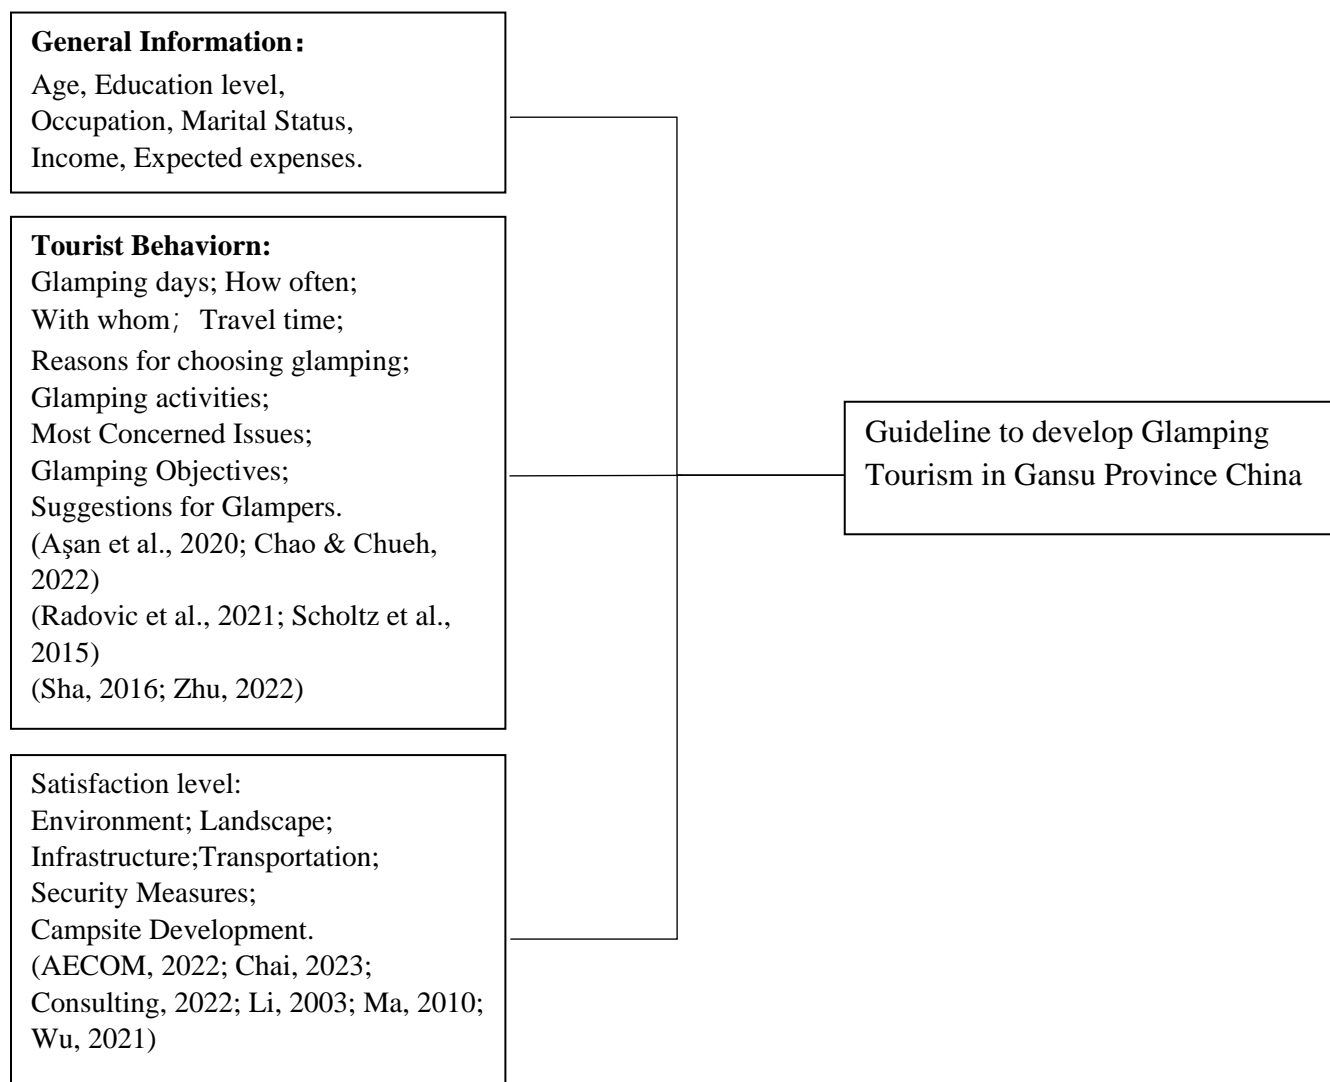 General Information：
Age, Education level,
Occupation, Marital Status,
Income, Expected expenses.
Tourist Behaviorn:
Glamping days; How often;
With whom； Travel time;
Reasons for choosing glamping;
Glamping activities;
Most Concerned Issues;
Glamping Objectives;
Suggestions for Glampers.
(Aşan et al., 2020; Chao & Chueh,
2022)
(Radovic et al., 2021; Scholtz et al.,
2015)
(Sha, 2016; Zhu, 2022)
Satisfaction level:
Environment; Landscape;
Infrastructure;Transportation;
Security Measures;
Campsite Development.
(AECOM, 2022; Chai, 2023;
Consulting, 2022; Li, 2003; Ma, 2010;
Wu, 2021)
Guideline to develop Glamping
Tourism in Gansu Province China